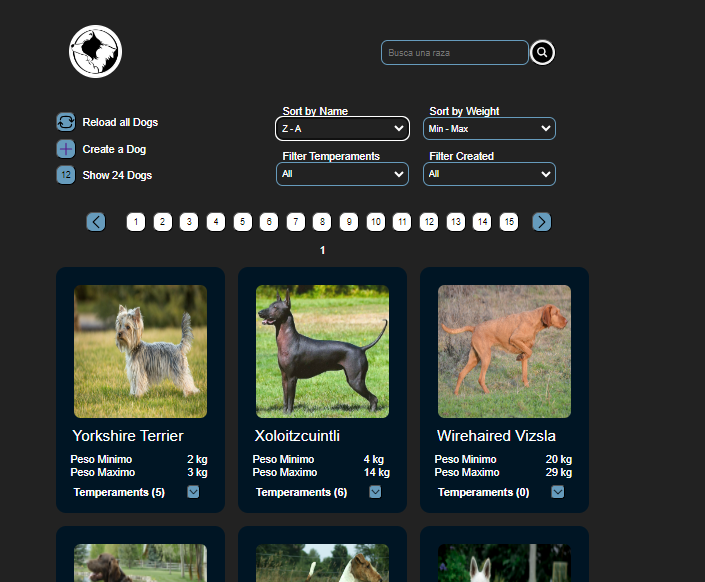 Busca una raza
Reload all Dogs
Create a Dog
12 Show 24 Dogs
Sort by Name
Z - A
Sort by Weight
Min - Max
Filter Temperaments
All
Filter Created
All
1 2 3 4 5 6 7 8 9 10 11 12 13 14 15
1
Yorkshire Terrier
Peso Minimo 2 kg
Peso Maximo 3 kg
Temperaments (5)
Xoloitzcuintli
Peso Minimo 4 kg
Peso Maximo 14 kg
Temperaments (6)
Wirehaired Vizsla
Peso Minimo 20 kg
Peso Maximo 29 kg
Temperaments (0)